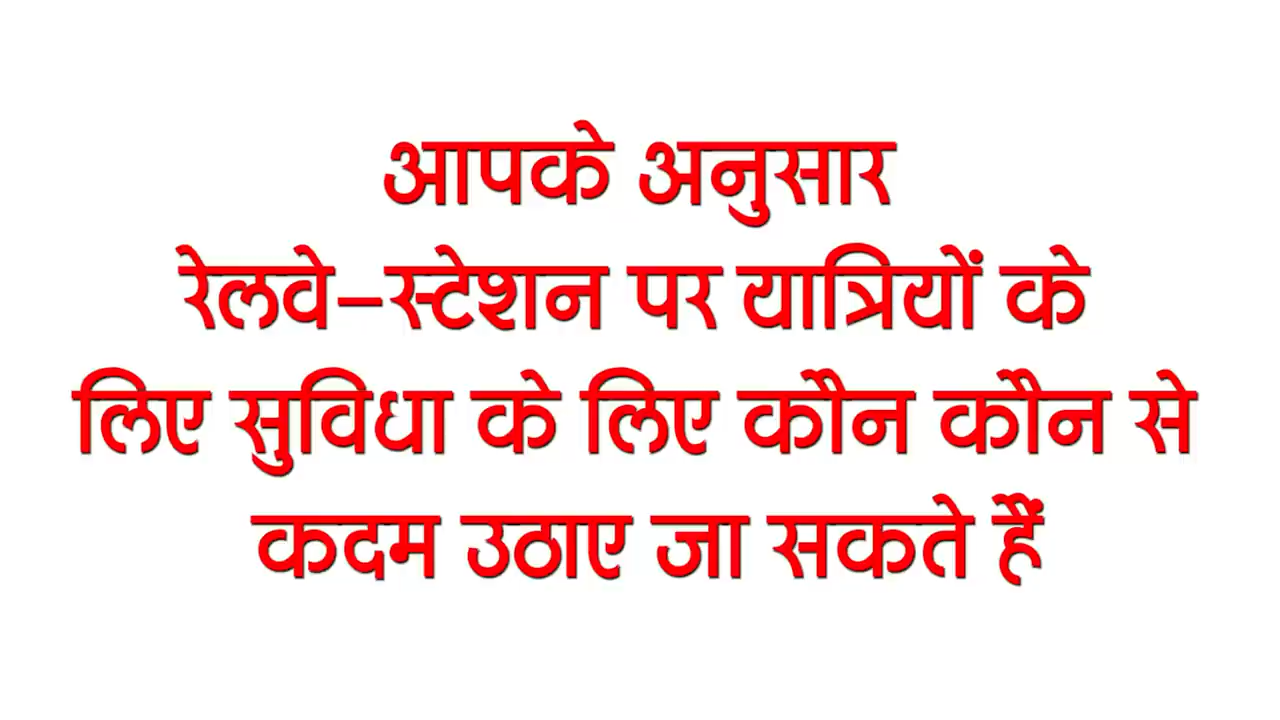 आपके अनुसार
रेलवे-स्टेशन पर यात्रियों के
लिए सुविधा के लिए कौन कौन से
कदम उठाए जा सकते हैं